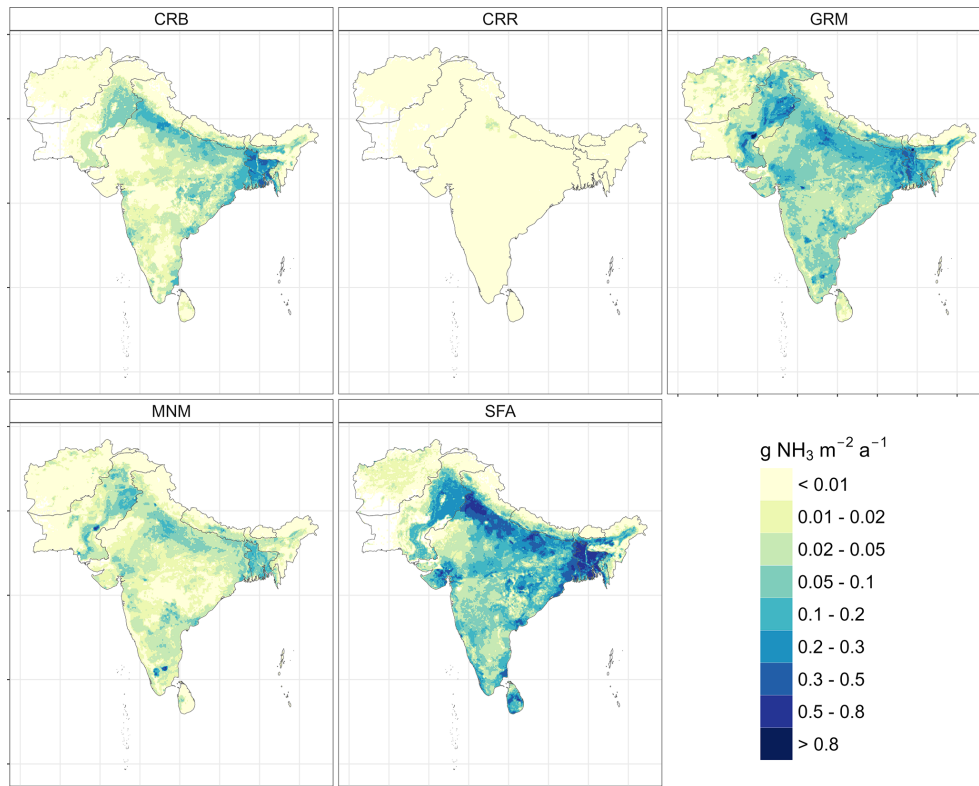 CRB
CRR
GRM
MNM
SFA
g NH₃ m⁻² a⁻¹
< 0.01
0.01 - 0.02
0.02 - 0.05
0.05 - 0.1
0.1 - 0.2
0.2 - 0.3
0.3 - 0.5
0.5 - 0.8
> 0.8